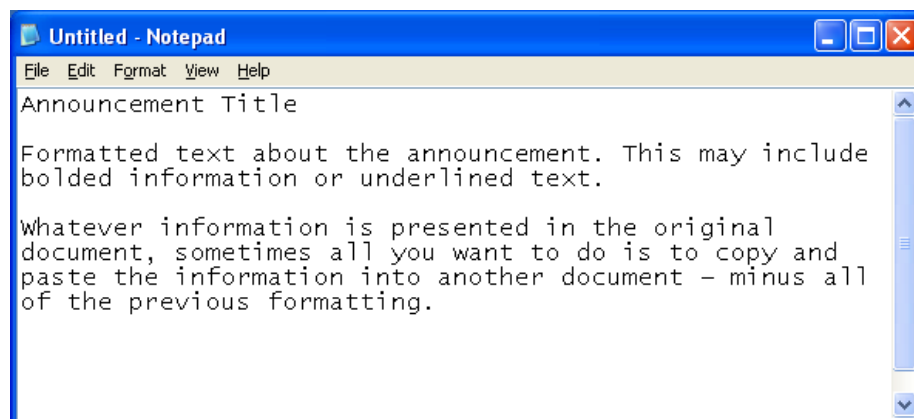 Untitled - Notepad
File Edit Format View Help
Announcement Title
Formatted text about the announcement. This may include
bolded information or underlined text.
Whatever information is presented in the original
document, sometimes all you want to do is to copy and
paste the information into another document – minus all
of the previous formatting.